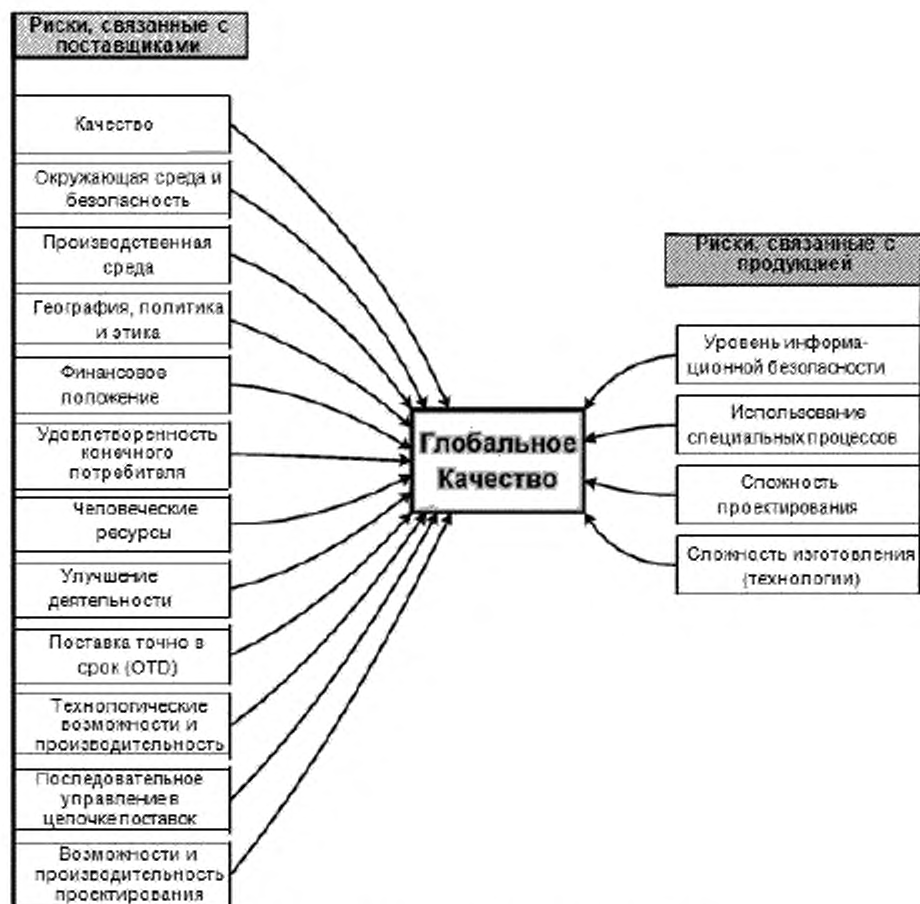 Риски, связанные с
поставщиками
Качество
Окружающая среда и
безопасность
Производственная
среда
География, политика
и этика
Финансовое
положение
Удовлетворенность
конечного
потребителя
Человеческие
ресурсы
Улучшение
деятельности
Поставка точно в
срок (OTD)
Технологические
возможности и
производительность
Последовательное
управление в
цепочке поставок
Возможности и
производительность
проектирования
Глобальное
Качество
Риски, связанные с
продукцией
Уровень информа-
ционной безопасности
Использование
специальных процессов
Сложность
проектирования
Сложность изготовления
(технологии)